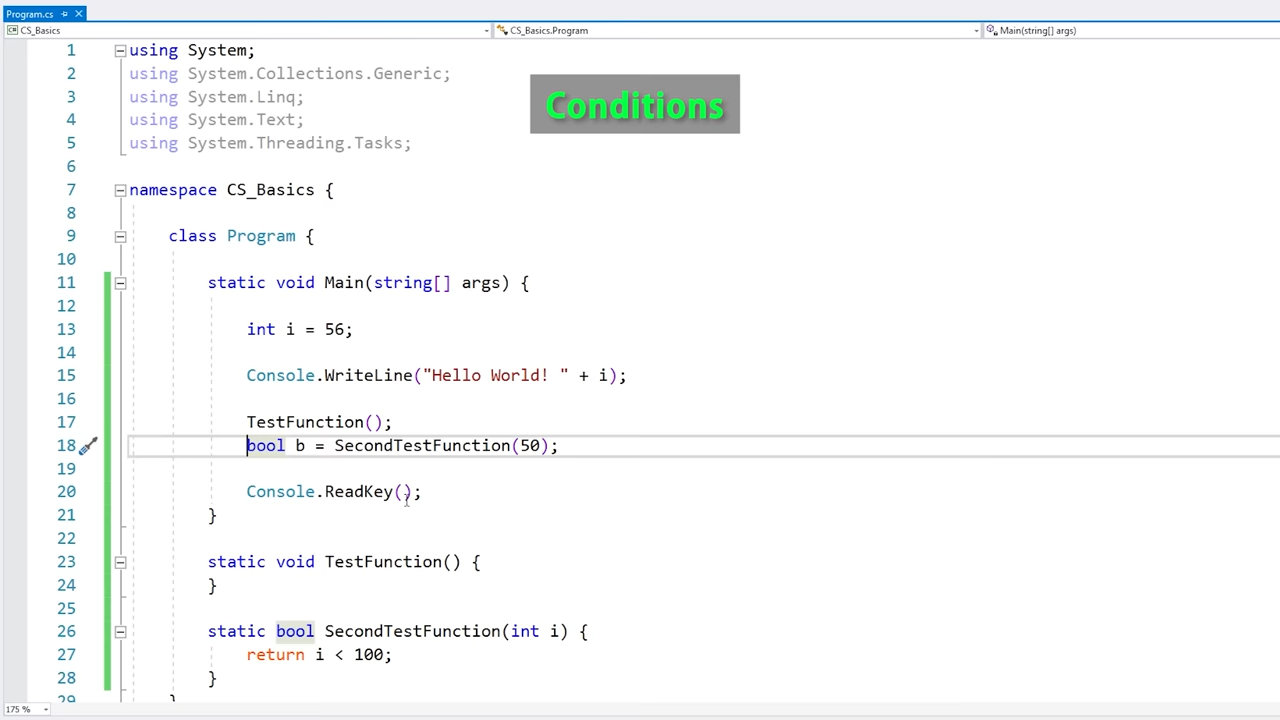 Program.cs
CS_Basics
CS_Basics.Program
Main(string[] args)
Conditions
1 using System;
2 using System.Collections.Generic;
3 using System.Linq;
4 using System.Text;
5 using System.Threading.Tasks;
6
7 namespace CS_Basics {
8
9 class Program {
10
11 static void Main(string[] args) {
12
13 int i = 56;
14
15 Console.WriteLine("Hello World! " + i);
16
17 TestFunction();
18 bool b = SecondTestFunction(50);
19
20 Console.ReadKey();
21 }
22
23 static void TestFunction() {
24 }
25
26 static bool SecondTestFunction(int i) {
27 return i < 100;
28 }
29 }
175 %